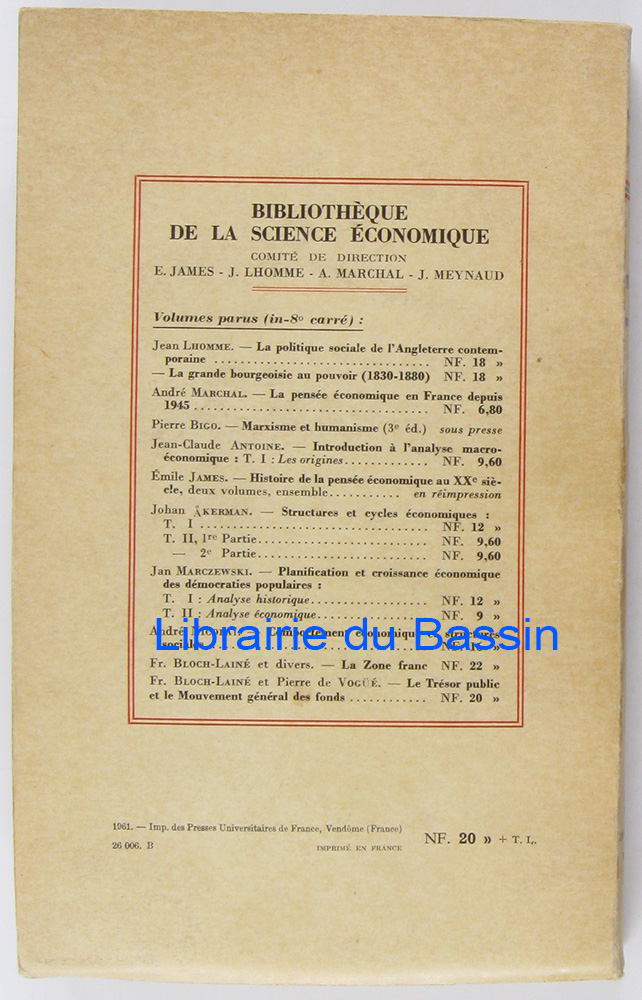 BIBLIOTHÈQUE
DE LA SCIENCE ÉCONOMIQUE
COMITÉ DE DIRECTION
E. JAMES - J. LHOMME - A. MARCHAL - J. MEYNAUD
Volumes parus (in-8º carré) :
Jean LHOMME. — La politique sociale de l'Angleterre contem-
poraine ........ NF. 18 »
— La grande bourgeoisie au pouvoir (1830-1880) NF. 18 »
André MARCHAL. — La pensée économique en France depuis
1945 ........ NF. 6,80
Pierre BIGO. — Marxisme et humanisme (3e éd.) sous presse
Jean-Claude ANTOINE. — Introduction à l'analyse macro-
économique : T. I : Les origines ........ NF. 9,60
Émile JAMES. — Histoire de la pensée économique au XXe siè-
cle, deux volumes, ensemble ........ en réimpression
Johan ÅKERMAN. — Structures et cycles économiques :
T. I ........ NF. 12 »
T. II, 1re Partie ........ NF. 9,60
— 2e Partie ........ NF. 9,60
Jan MARCZEWSKI. — Planification et croissance économique
des démocraties populaires :
T. I : Analyse historique ........ NF. 12 »
T. II : Analyse économique ........ NF. 9 »
Librairie du Bassin
André — Comportement économique structures
sociales ........ NF. »
Fr. BLOCH-LAINÉ et divers. — La Zone franc NF. 22 »
Fr. BLOCH-LAINÉ et Pierre de VOGÜÉ. — Le Trésor public
et le Mouvement général des fonds ........ NF. 20 »
1961. — Imp. des Presses Universitaires de France, Vendôme (France)
26 006. B IMPRIMÉ EN FRANCE
NF. 20 » + T. L.